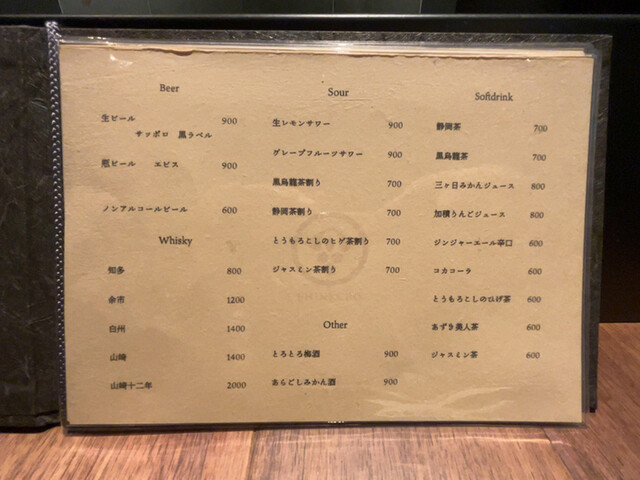 Beer
生ビール 900
サッポロ 黒ラベル
瓶ビール エビス 900
ノンアルコールビール 600
Whisky
知多 800
余市 1200
白州 1400
山崎 1400
山崎十二年 2000
Sour
生レモンサワー 900
グレープフルーツサワー 900
黒烏龍茶割り 700
静岡茶割り 700
とうもろこしのヒゲ茶割り 700
ジャスミン茶割り 700
Other
とろとろ梅酒 900
あらごしみかん酒 900
Softdrink
静岡茶 700
黒烏龍茶 700
三ヶ日みかんジュース 800
加積りんごジュース 800
ジンジャーエール辛口 600
コカコーラ 600
とうもろこしのひげ茶 600
あずき美人茶 600
ジャスミン茶 600